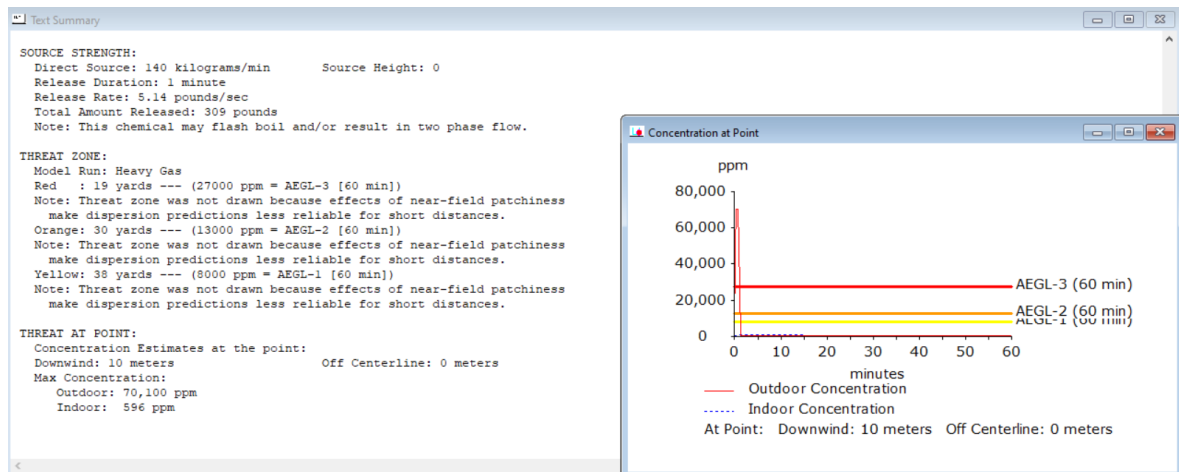 Text Summary
SOURCE STRENGTH:
Direct Source: 140 kilograms/min Source Height: 0
Release Duration: 1 minute
Release Rate: 5.14 pounds/sec
Total Amount Released: 309 pounds
Note: This chemical may flash boil and/or result in two phase flow.
THREAT ZONE:
Model Run: Heavy Gas
Red : 19 yards --- (27000 ppm = AEGL-3 [60 min])
Note: Threat zone was not drawn because effects of near-field patchiness
make dispersion predictions less reliable for short distances.
Orange: 30 yards --- (13000 ppm = AEGL-2 [60 min])
Note: Threat zone was not drawn because effects of near-field patchiness
make dispersion predictions less reliable for short distances.
Yellow: 38 yards --- (8000 ppm = AEGL-1 [60 min])
Note: Threat zone was not drawn because effects of near-field patchiness
make dispersion predictions less reliable for short distances.
THREAT AT POINT:
Concentration Estimates at the point:
Downwind: 10 meters Off Centerline: 0 meters
Max Concentration:
Outdoor: 70,100 ppm
Indoor: 596 ppm
Concentration at Point
ppm
80,000
60,000
40,000
20,000
0
AEGL-3 (60 min)
AEGL-2 (60 min)
AEGL-1 (60 min)
0 10 20 30 40 50 60
minutes
Outdoor Concentration
Indoor Concentration
At Point: Downwind: 10 meters Off Centerline: 0 meters